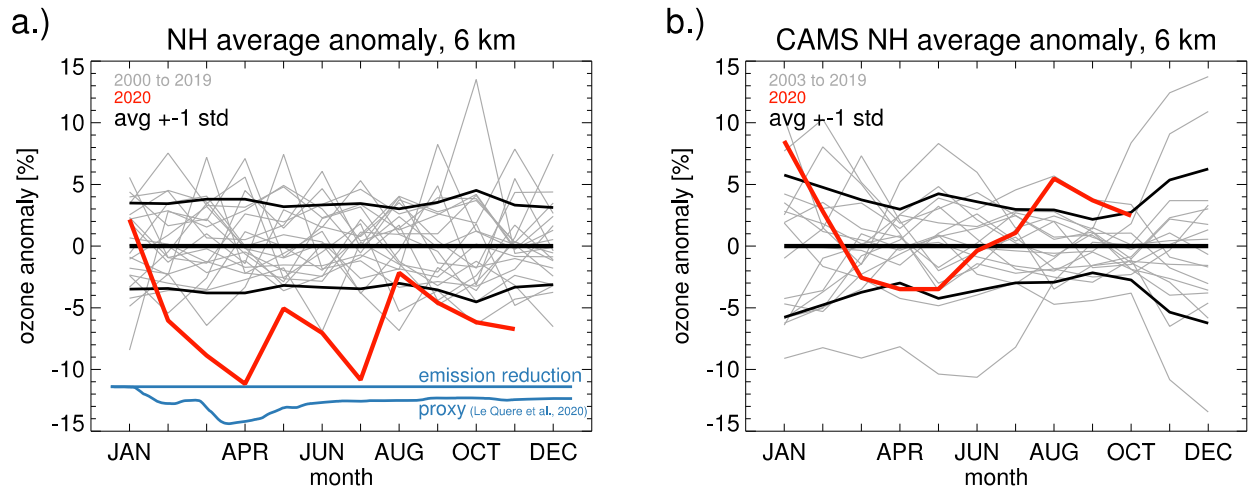 a.)
NH average anomaly, 6 km
ozone anomaly [%]
15
10
5
0
-5
-10
-15
2000 to 2019
2020
avg +-1 std
emission reduction
proxy (Le Quere et al., 2020)
JAN APR JUN AUG OCT DEC
month
b.)
CAMS NH average anomaly, 6 km
ozone anomaly [%]
15
10
5
0
-5
-10
-15
2003 to 2019
2020
avg +-1 std
JAN APR JUN AUG OCT DEC
month